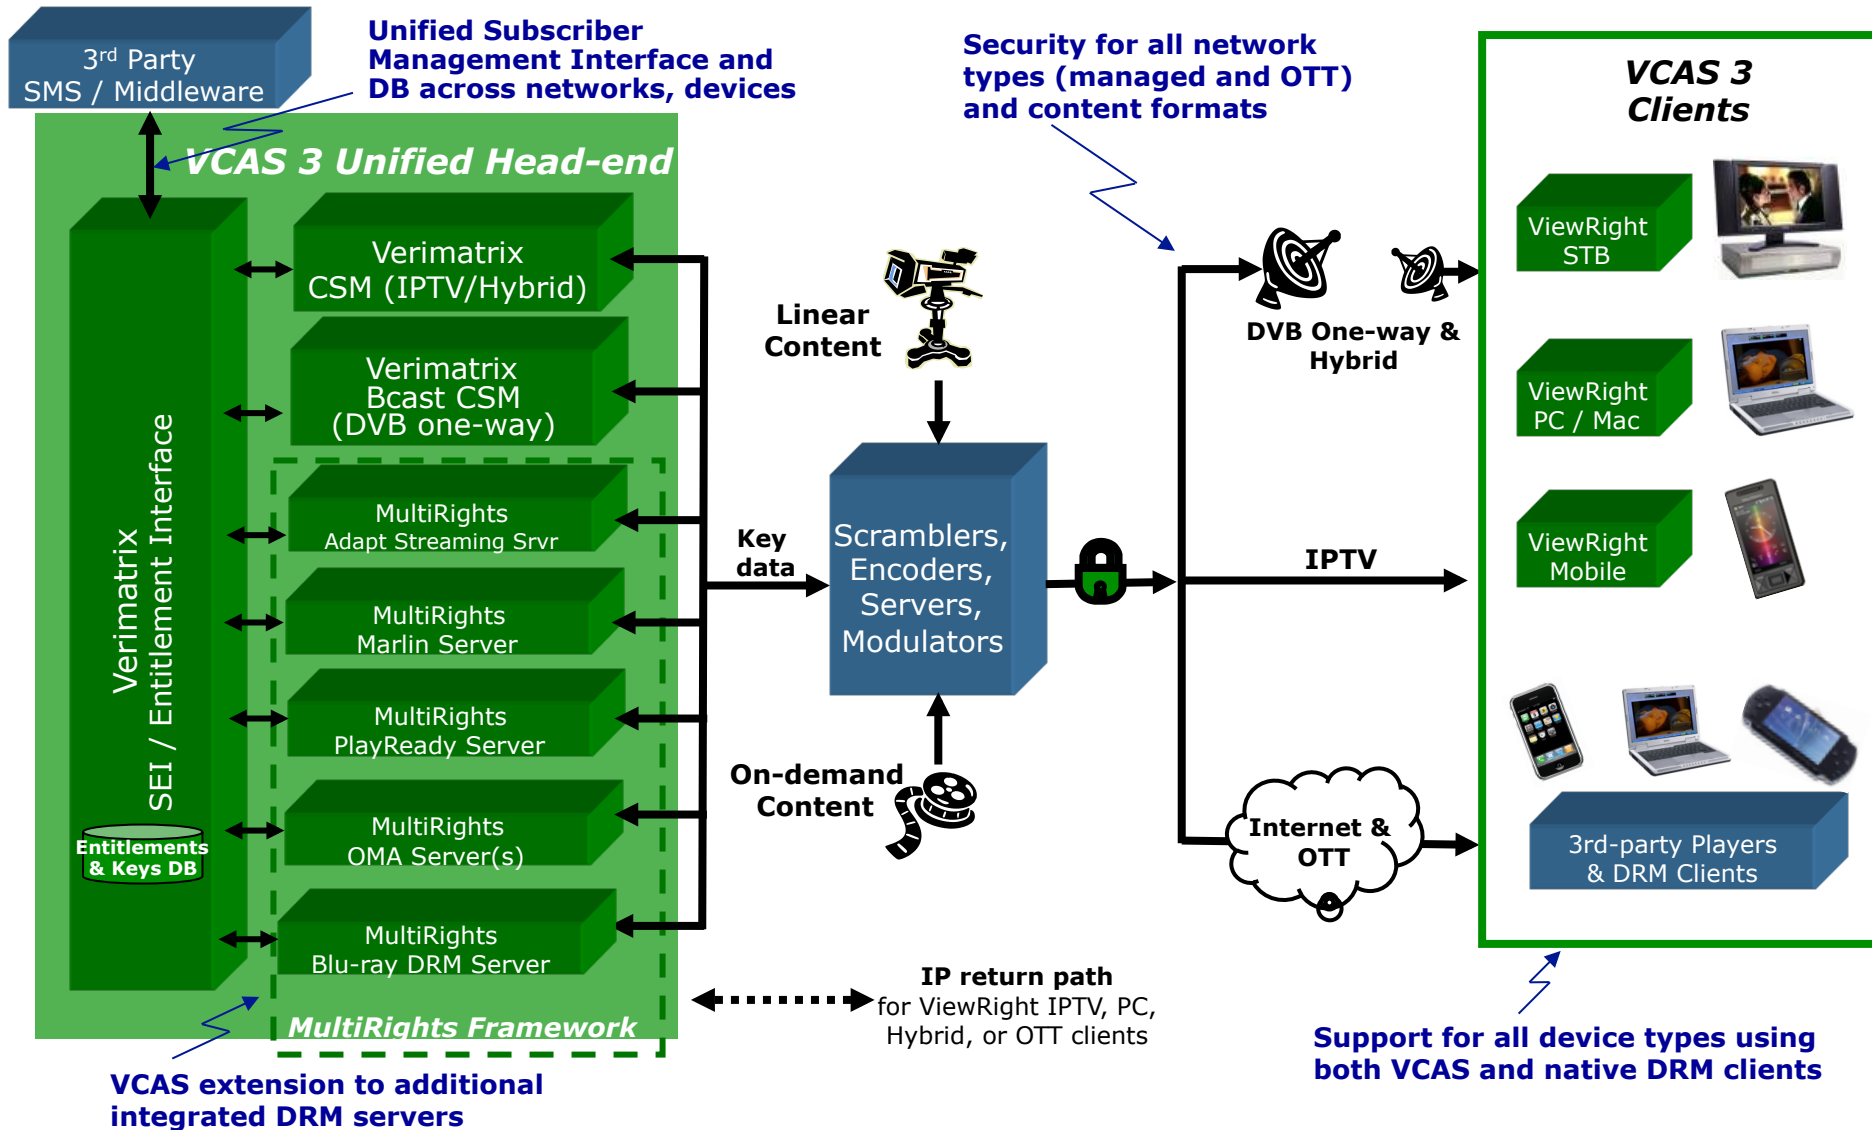 3rd Party
SMS / Middleware
Unified Subscriber
Management Interface and
DB across networks, devices
Security for all network
types (managed and OTT)
and content formats
VCAS 3
Clients
VCAS 3 Unified Head-end
Verimatrix
SEI / Entitlement Interface
Entitlements
& Keys DB
Verimatrix
CSM (IPTV/Hybrid)
Verimatrix
Bcast CSM
(DVB one-way)
MultiRights
Adapt Streaming Srvr
MultiRights
Marlin Server
MultiRights
PlayReady Server
MultiRights
OMA Server(s)
MultiRights
Blu-ray DRM Server
MultiRights Framework
VCAS extension to additional
integrated DRM servers
Key
data
Linear
Content
Scramblers,
Encoders,
Servers,
Modulators
On-demand
Content
IP return path
for ViewRight IPTV, PC,
Hybrid, or OTT clients
DVB One-way &
Hybrid
IPTV
Internet &
OTT
ViewRight
STB
ViewRight
PC / Mac
ViewRight
Mobile
3rd-party Players
& DRM Clients
Support for all device types using
both VCAS and native DRM clients